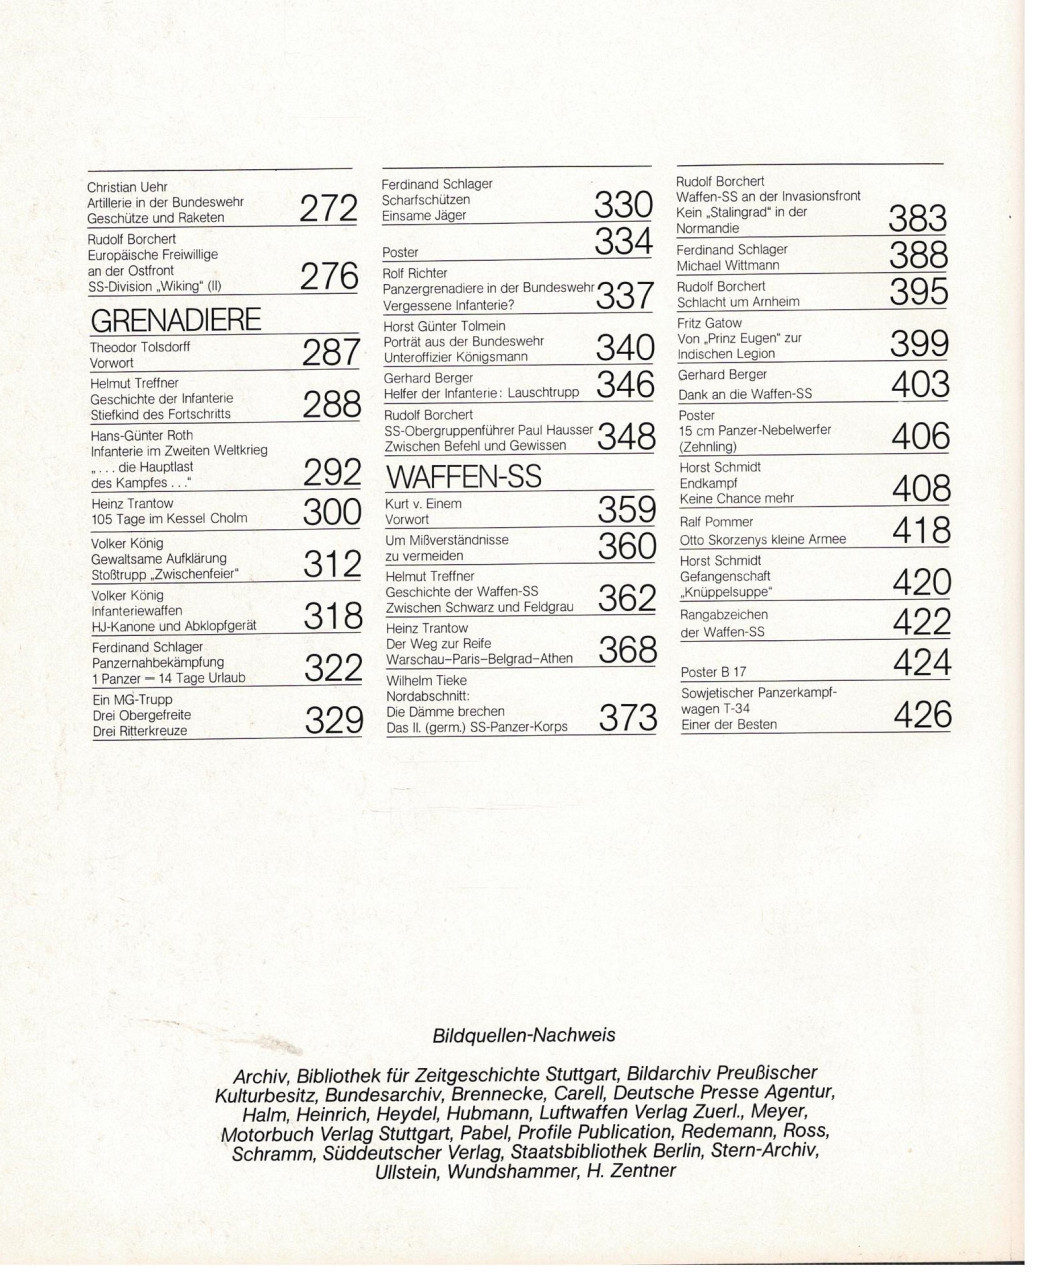 Christian Uehr
Artillerie in der Bundeswehr
Geschütze und Raketen 272
Rudolf Borchert
Europäische Freiwillige
an der Ostfront
SS-Division „Wiking" (II) 276
GRENADIERE
Theodor Tolsdorff
Vorwort 287
Helmut Treffner
Geschichte der Infanterie
Stiefkind des Fortschritts 288
Hans-Günter Roth
Infanterie im Zweiten Weltkrieg
„... die Hauptlast
des Kampfes ..." 292
Heinz Trantow
105 Tage im Kessel Cholm 300
Volker König
Gewaltsame Aufklärung
Stoßtrupp „Zwischenfeier" 312
Volker König
Infanteriewaffen
HJ-Kanone und Abklopfgerät 318
Ferdinand Schlager
Panzernahbekämpfung
1 Panzer = 14 Tage Urlaub 322
Ein MG-Trupp
Drei Obergefreite
Drei Ritterkreuze 329
Ferdinand Schlager
Scharfschützen
Einsame Jäger 330
Poster 334
Rolf Richter
Panzergrenadiere in der Bundeswehr
Vergessene Infanterie? 337
Horst Günter Tolmein
Porträt aus der Bundeswehr
Unteroffizier Königsmann 340
Gerhard Berger
Helfer der Infanterie: Lauschtrupp 346
Rudolf Borchert
SS-Obergruppenführer Paul Hausser
Zwischen Befehl und Gewissen 348
WAFFEN-SS
Kurt v. Einem
Vorwort 359
Um Mißverständnisse
zu vermeiden 360
Helmut Treffner
Geschichte der Waffen-SS
Zwischen Schwarz und Feldgrau 362
Heinz Trantow
Der Weg zur Reife
Warschau–Paris–Belgrad–Athen 368
Wilhelm Tieke
Nordabschnitt:
Die Dämme brechen
Das II. (germ.) SS-Panzer-Korps 373
Rudolf Borchert
Waffen-SS an der Invasionsfront
Kein „Stalingrad" in der
Normandie 383
Ferdinand Schlager
Michael Wittmann 388
Rudolf Borchert
Schlacht um Arnheim 395
Fritz Gatow
Von „Prinz Eugen" zur
Indischen Legion 399
Gerhard Berger
Dank an die Waffen-SS 403
Poster
15 cm Panzer-Nebelwerfer
(Zehnling) 406
Horst Schmidt
Endkampf
Keine Chance mehr 408
Ralf Pommer
Otto Skorzenys kleine Armee 418
Horst Schmidt
Gefangenschaft
„Knüppelsuppe" 420
Rangabzeichen
der Waffen-SS 422
Poster B 17 424
Sowjetischer Panzerkampf-
wagen T-34
Einer der Besten 426
Bildquellen-Nachweis
Archiv, Bibliothek für Zeitgeschichte Stuttgart, Bildarchiv Preußischer
Kulturbesitz, Bundesarchiv, Brennecke, Carell, Deutsche Presse Agentur,
Halm, Heinrich, Heydel, Hubmann, Luftwaffen Verlag Zuerl., Meyer,
Motorbuch Verlag Stuttgart, Pabel, Profile Publication, Redemann, Ross,
Schramm, Süddeutscher Verlag, Staatsbibliothek Berlin, Stern-Archiv,
Ullstein, Wundshammer, H. Zentner